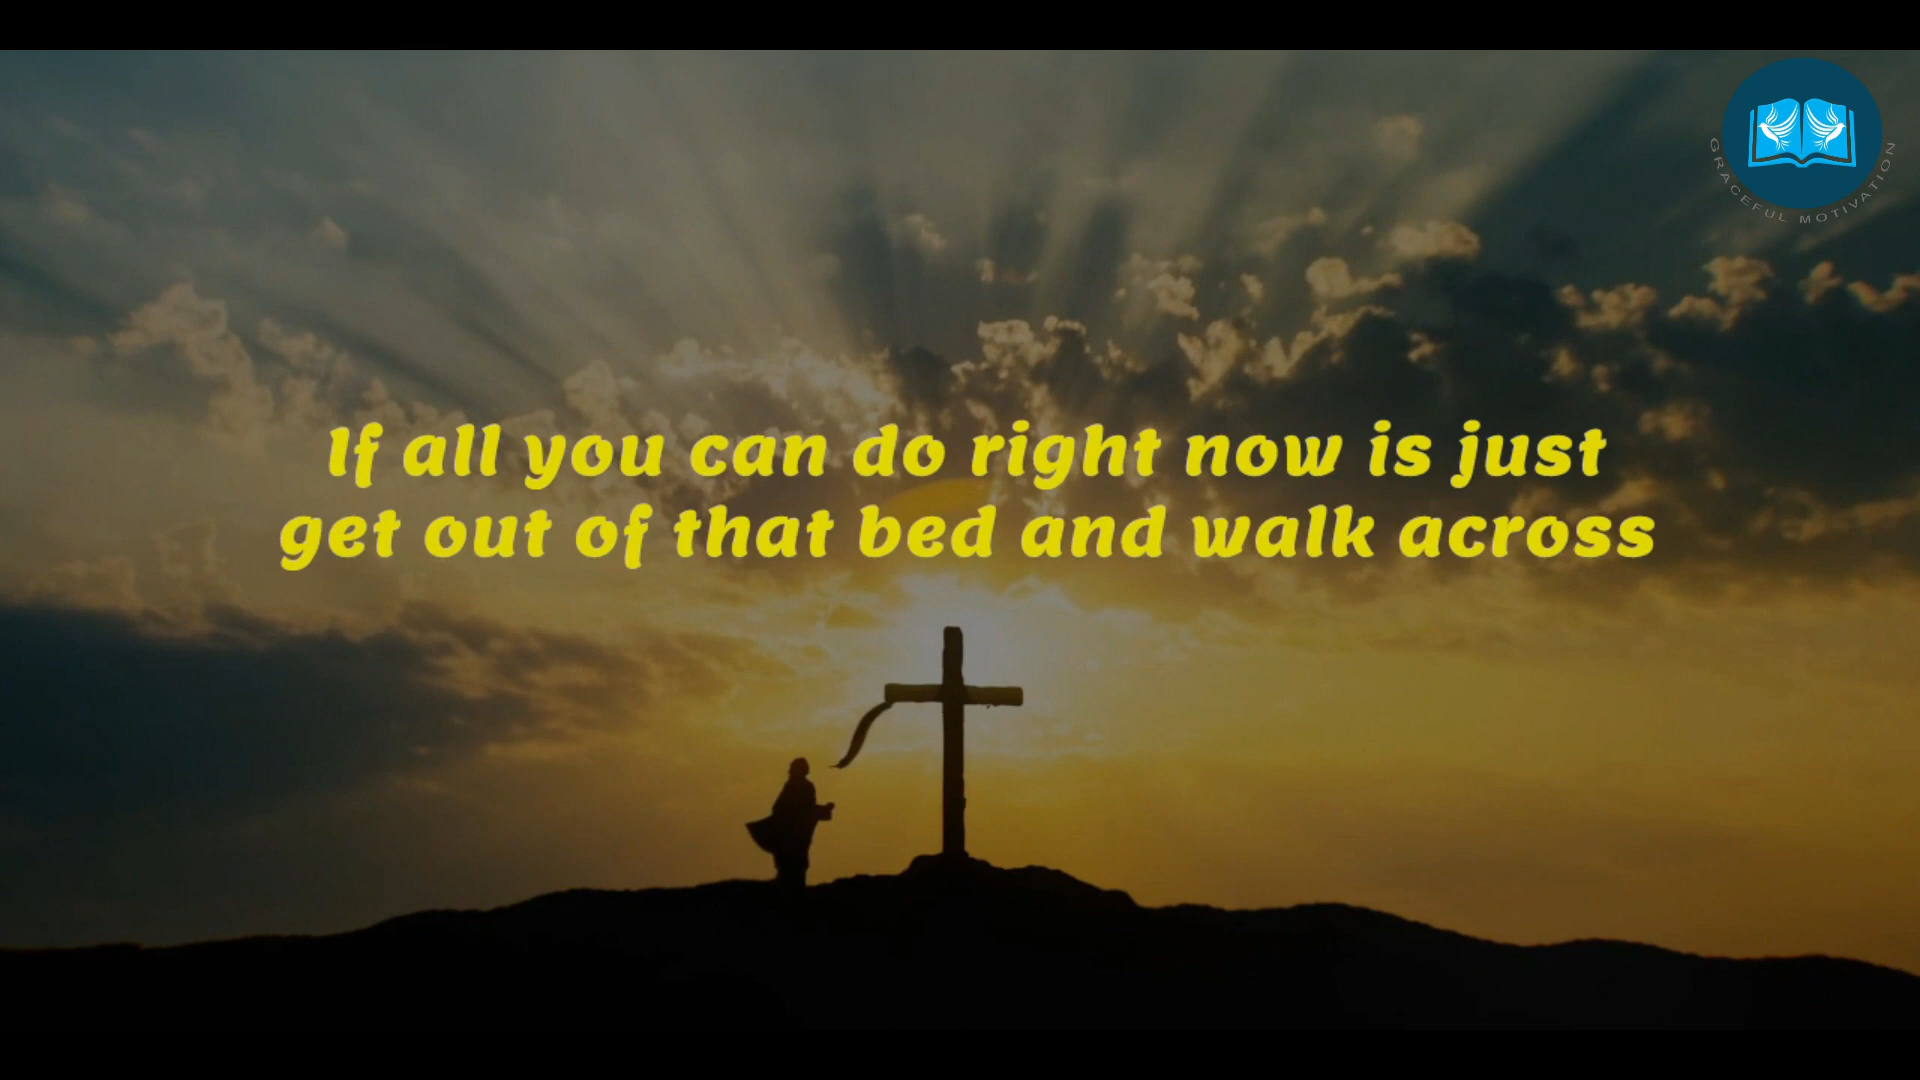 GRACEFUL MOTIVATION
If all you can do right now is just
get out of that bed and walk across